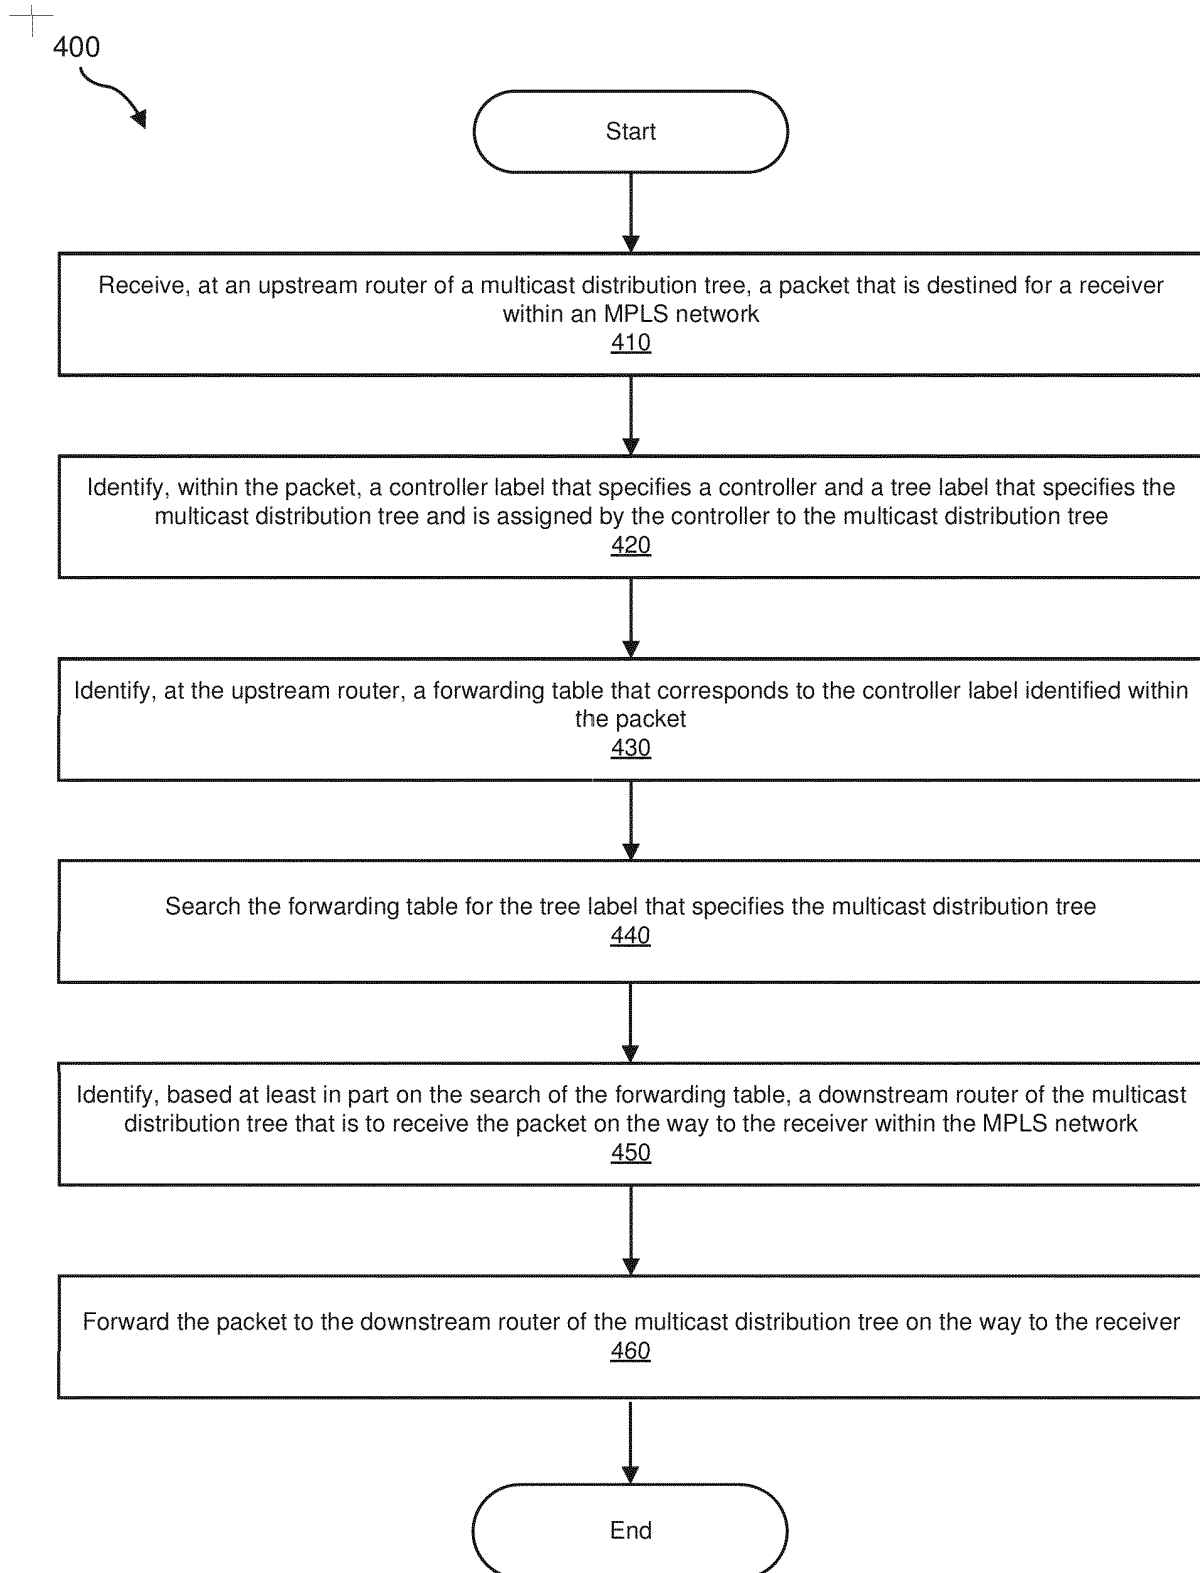 400
Start
Receive, at an upstream router of a multicast distribution tree, a packet that is destined for a receiver
within an MPLS network
410
Identify, within the packet, a controller label that specifies a controller and a tree label that specifies the
multicast distribution tree and is assigned by the controller to the multicast distribution tree
420
Identify, at the upstream router, a forwarding table that corresponds to the controller label identified within
the packet
430
Search the forwarding table for the tree label that specifies the multicast distribution tree
440
Identify, based at least in part on the search of the forwarding table, a downstream router of the multicast
distribution tree that is to receive the packet on the way to the receiver within the MPLS network
450
Forward the packet to the downstream router of the multicast distribution tree on the way to the receiver
460
End